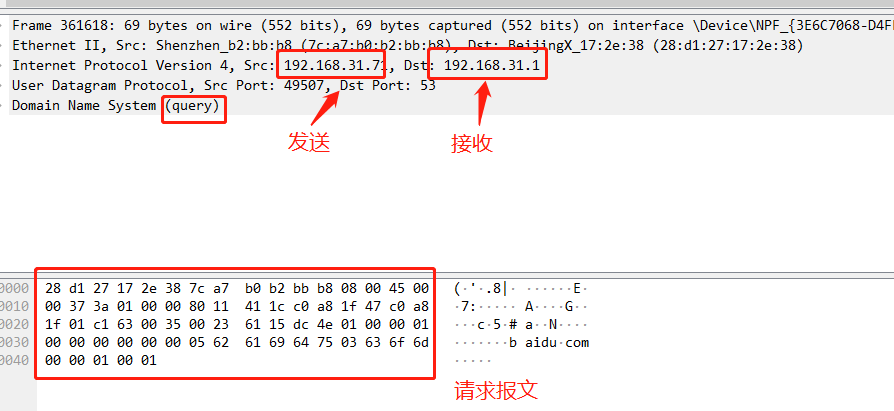 Frame 361618: 69 bytes on wire (552 bits), 69 bytes captured (552 bits) on interface \Device\NPF_{3E6C7068-D4F
Ethernet II, Src: Shenzhen_b2:bb:b8 (7c:a7:b0:b2:bb:b8), Dst: BeijingX_17:2e:38 (28:d1:27:17:2e:38)
Internet Protocol Version 4, Src: 192.168.31.71, Dst: 192.168.31.1
User Datagram Protocol, Src Port: 49507, Dst Port: 53
Domain Name System (query)
发送 接收
0000 28 d1 27 17 2e 38 7c a7 b0 b2 bb b8 08 00 45 00 (·'·.8|· ······E·
0010 00 37 3a 01 00 00 80 11 41 1c c0 a8 1f 47 c0 a8 ·7:····· A····G··
0020 1f 01 c1 63 00 35 00 23 61 15 dc 4e 01 00 00 01 ···c·5·# a··N····
0030 00 00 00 00 00 00 05 62 61 69 64 75 03 63 6f 6d ·······b aidu·com
0040 00 00 01 00 01 ·····
请求报文